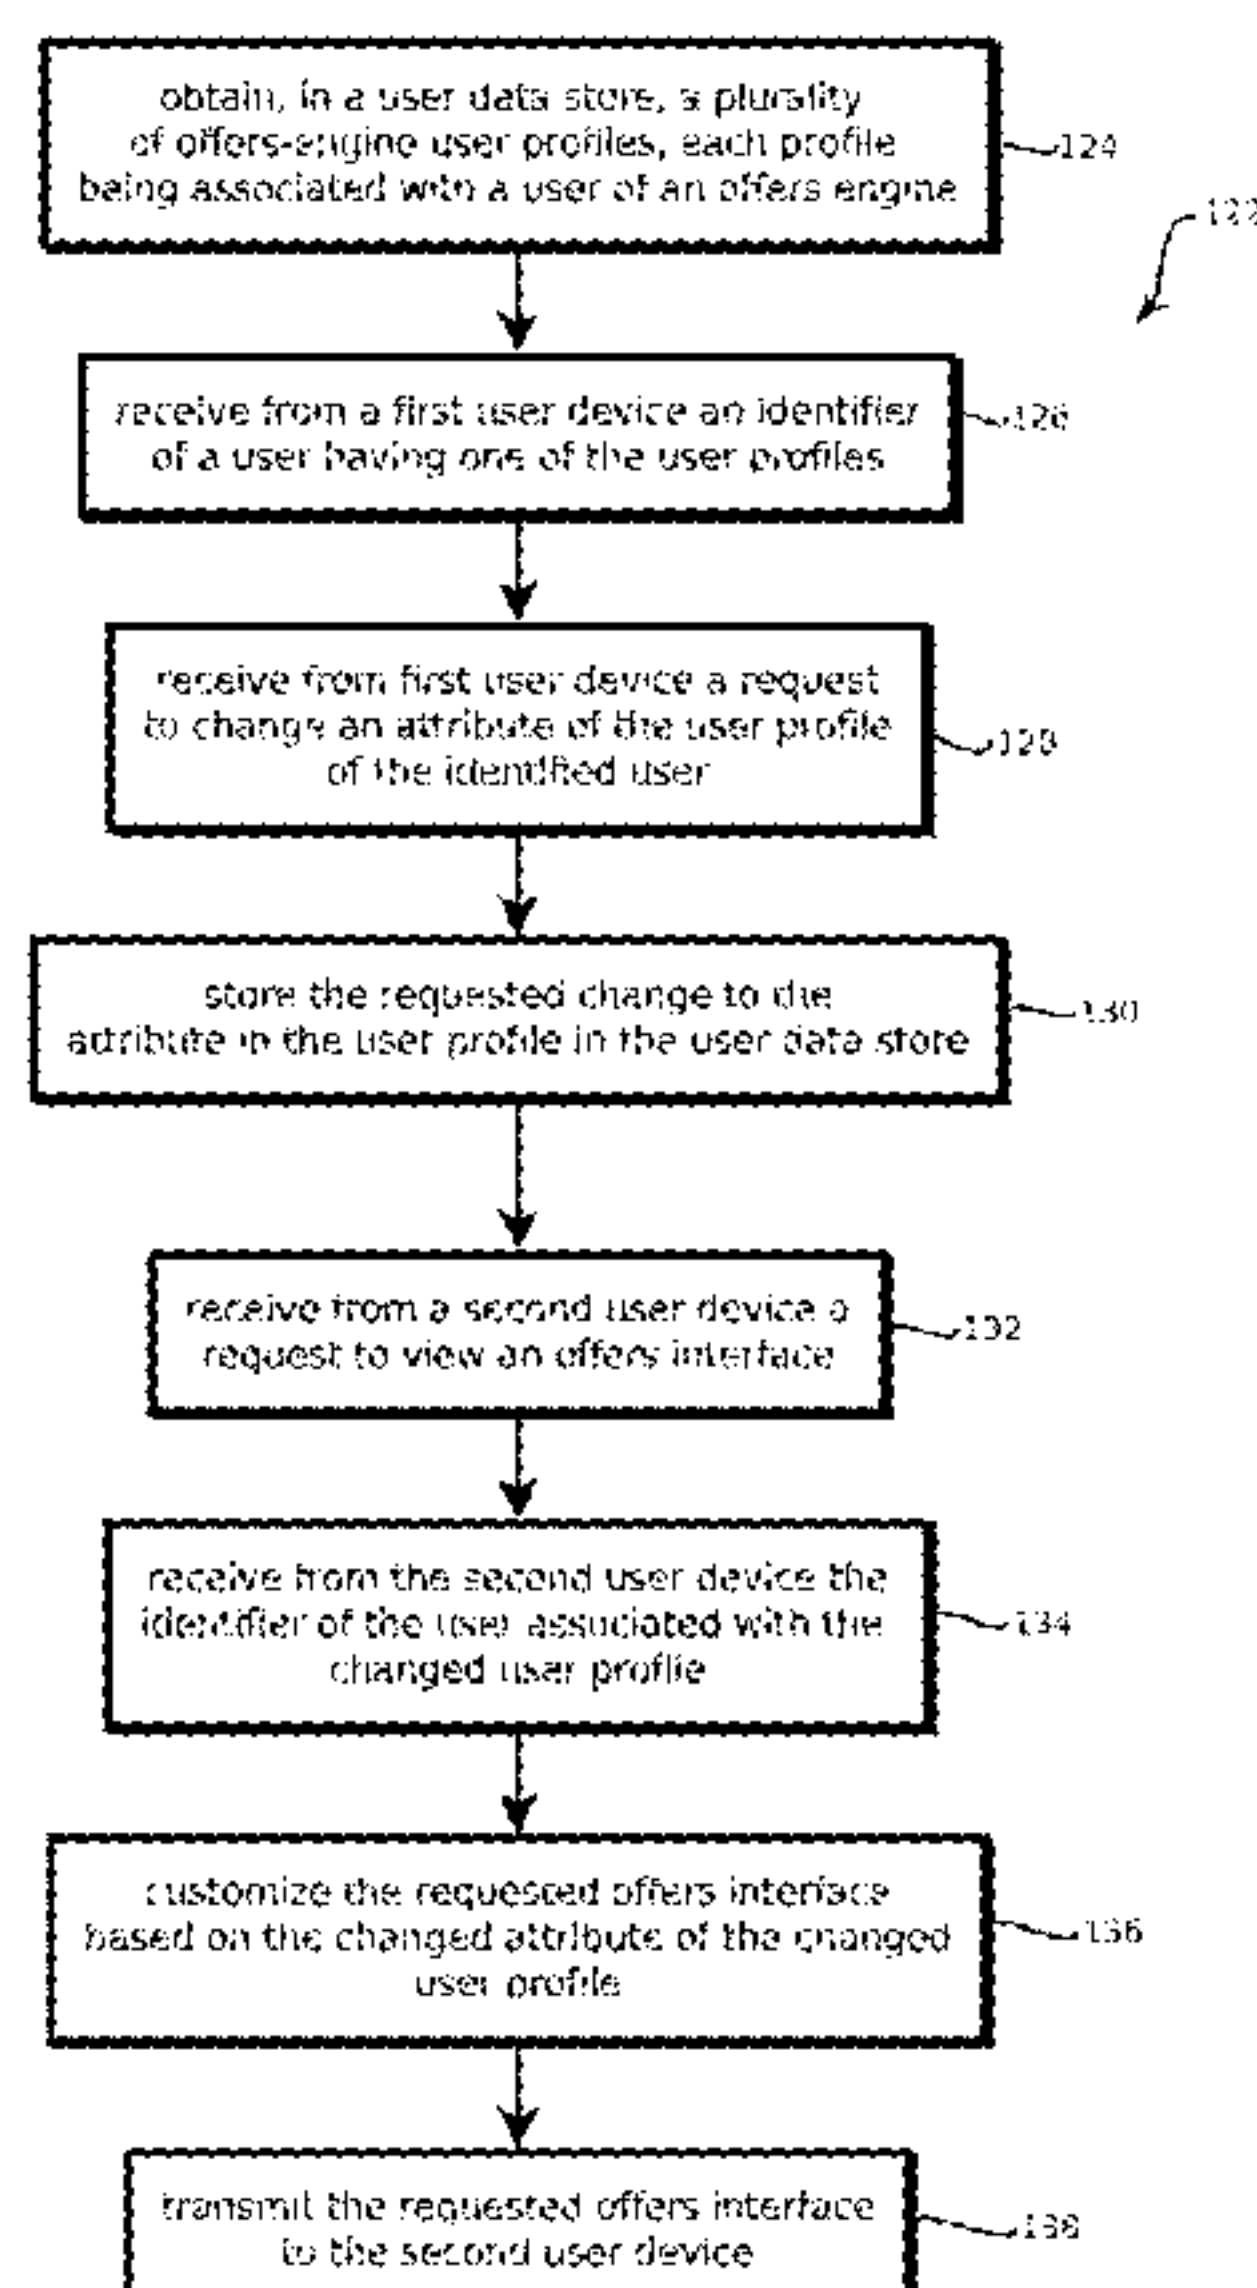 obtain, in a user data store, a plurality
of offers-engine user profiles, each profile
being associated with a user of an offers engine
124
122
receive from a first user device an identifier
of a user having one of the user profiles
126
receive from first user device a request
to change an attribute of the user profile
of the identified user
128
store the requested change to the
attribute in the user profile in the user data store
130
receive from a second user device a
request to view an offers interface
132
receive from the second user device the
identifier of the user associated with the
changed user profile
134
customize the requested offers interface
based on the changed attribute of the changed
user profile
136
transmit the requested offers interface
to the second user device
138